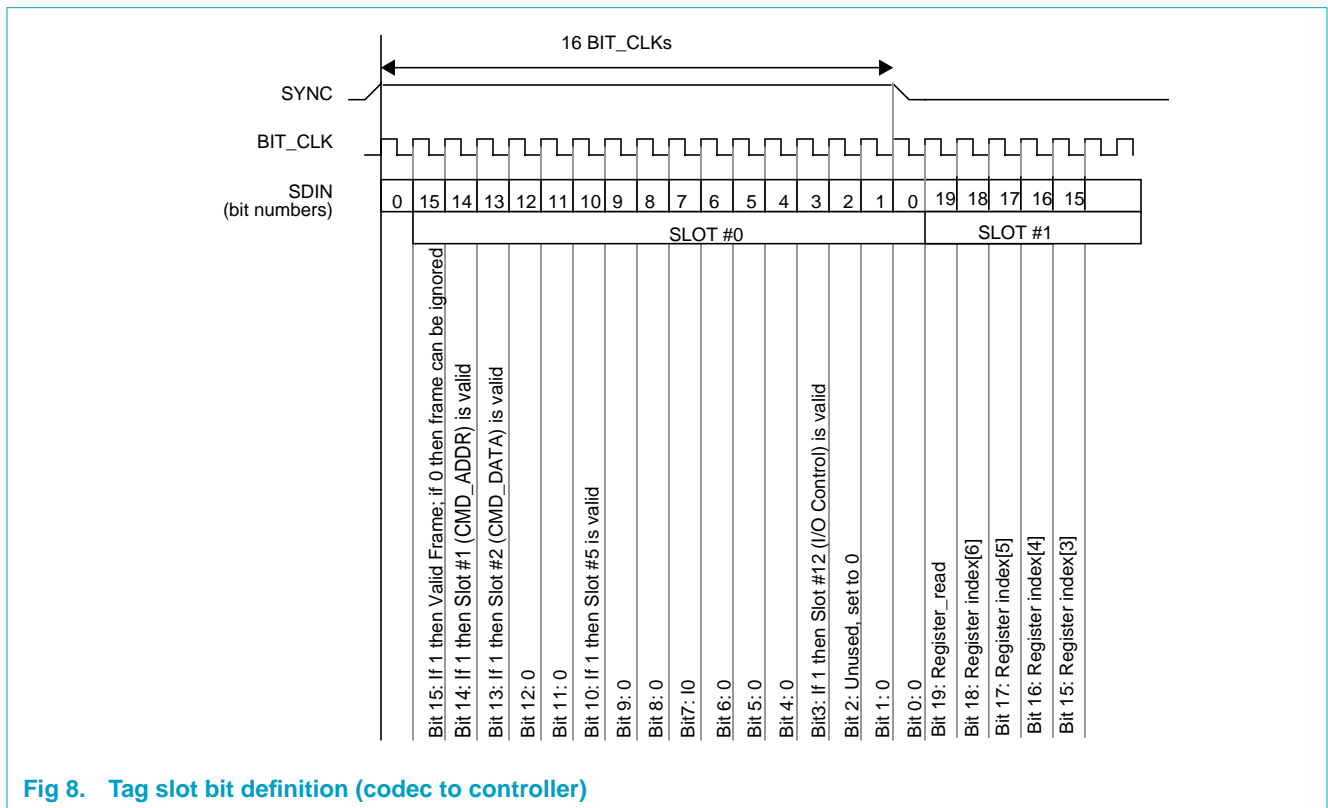 16 BIT_CLKs
SYNC
BIT_CLK
SDIN
(bit numbers)
0 15 14 13 12 11 10 9 8 7 6 5 4 3 2 1 0 19 18 17 16 15
SLOT #0 SLOT #1
Bit 15: If 1 then Valid Frame; if 0 then frame can be ignored
Bit 14: If 1 then Slot #1 (CMD_ADDR) is valid
Bit 13: If 1 then Slot #2 (CMD_DATA) is valid
Bit 12: 0
Bit 11: 0
Bit 10: If 1 then Slot #5 is valid
Bit 9: 0
Bit 8: 0
Bit7: I0
Bit 6: 0
Bit 5: 0
Bit 4: 0
Bit3: If 1 then Slot #12 (I/O Control) is valid
Bit 2: Unused, set to 0
Bit 1: 0
Bit 0: 0
Bit 19: Register_read
Bit 18: Register index[6]
Bit 17: Register index[5]
Bit 16: Register index[4]
Bit 15: Register index[3]
Fig 8. Tag slot bit definition (codec to controller)